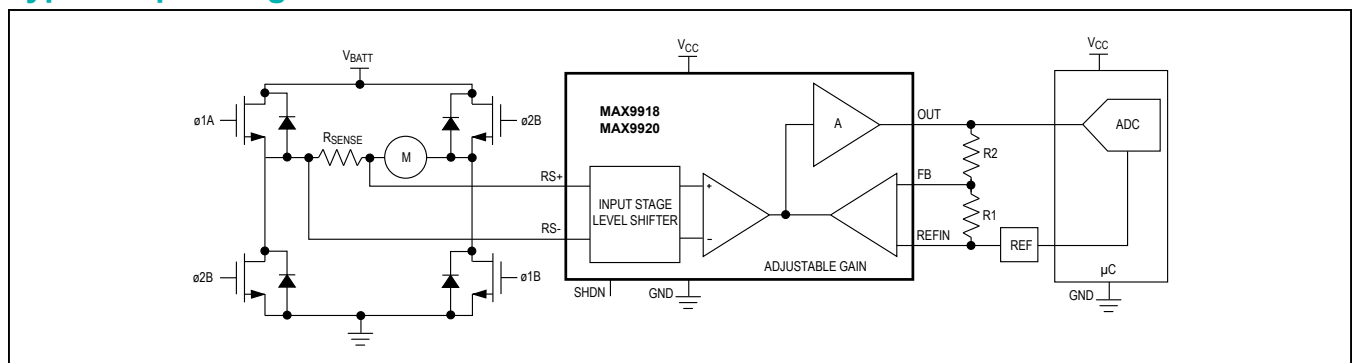 VBATT
ø1A
ø2B
RSENSE
M
ø2B
ø1B
VCC
MAX9918
MAX9920
RS+
RS-
INPUT STAGE
LEVEL SHIFTER
+
-
A
ADJUSTABLE GAIN
SHDN
GND
OUT
FB
REFIN
R2
R1
REF
VCC
ADC
µC
GND